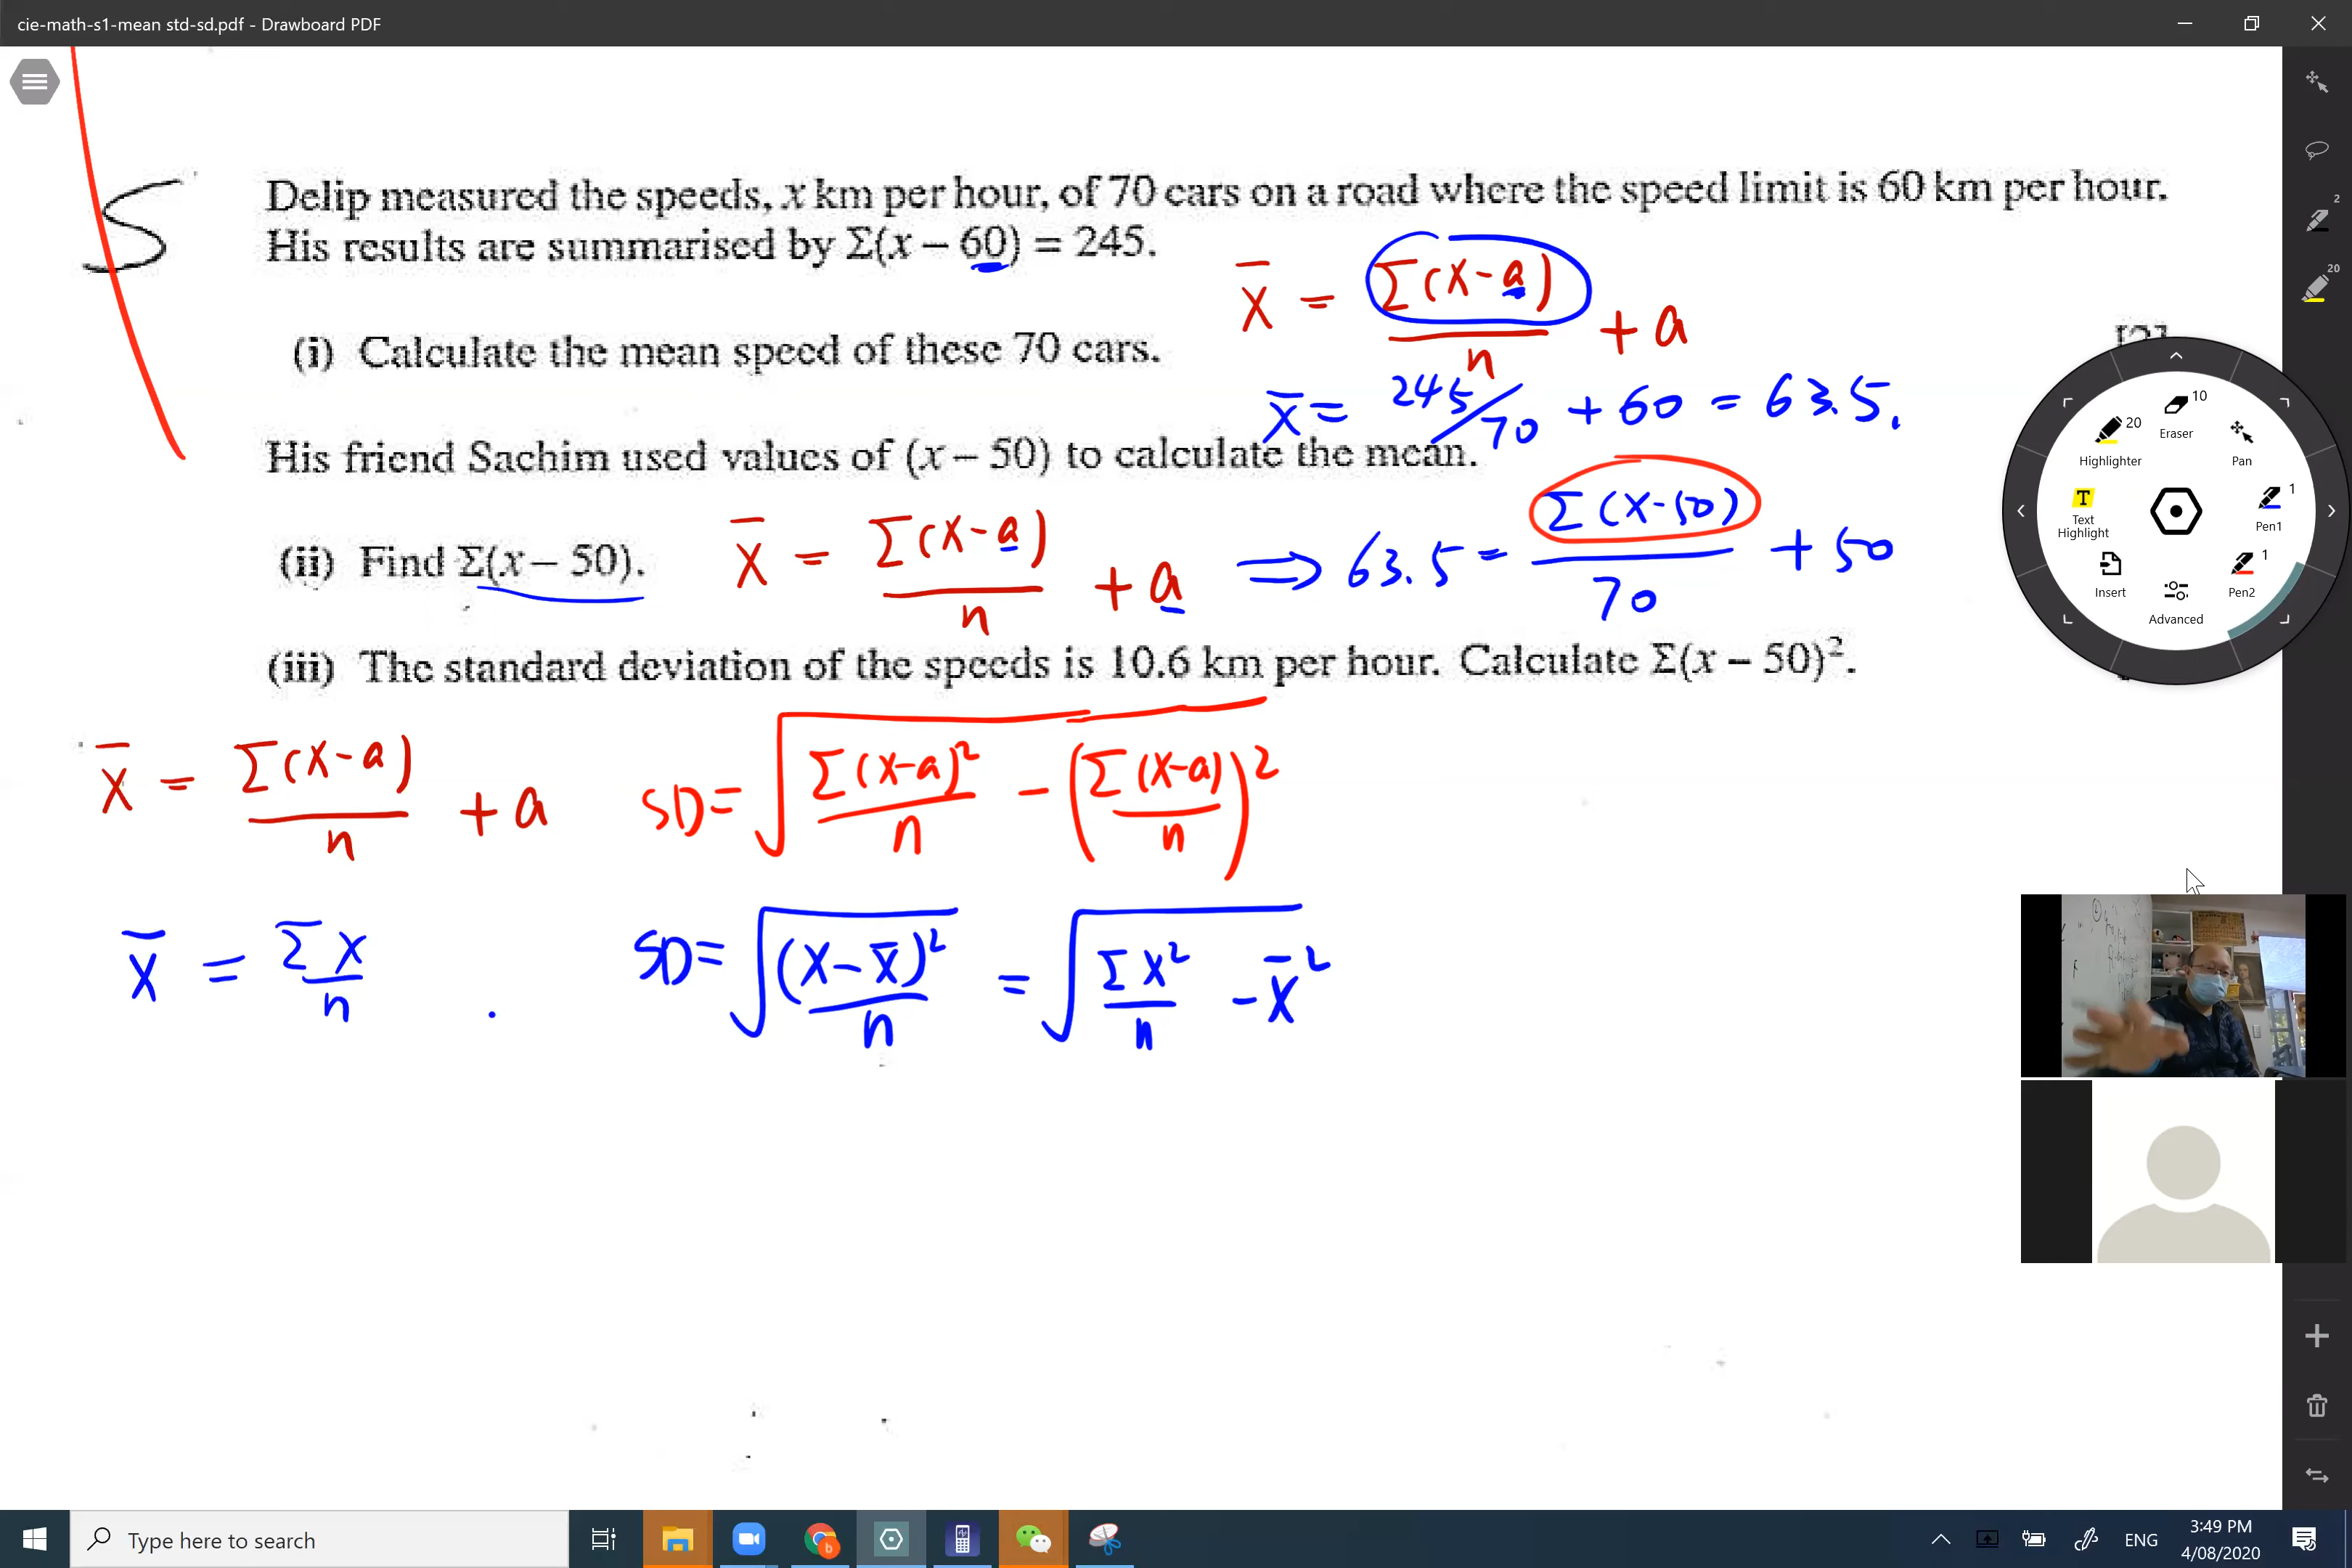 cie-math-s1-mean std-sd.pdf - Drawboard PDF
5
Delip measured the speeds, x km per hour, of 70 cars on a road where the speed limit is 60 km per hour.
His results are summarised by Σ(x – 60) = 245.
x̄ = Σ(x-a)/n + a
(i) Calculate the mean speed of these 70 cars.
x̄ = 245/70 + 60 = 63.5.
His friend Sachim used values of (x – 50) to calculate the mean.
(ii) Find Σ(x – 50).
x̄ = Σ(x-a)/n + a ⟹ 63.5 = Σ(x-50)/70 + 50
(iii) The standard deviation of the speeds is 10.6 km per hour. Calculate Σ(x – 50)².
x̄ = Σ(x-a)/n + a
SD = √(Σ(x-a)²/n - (Σ(x-a)/n)²)
x̄ = Σx/n .
SD = √((x-x̄)²/n) = √(Σx²/n - x̄²)
2
20
10
Eraser
20
Highlighter
Pan
T
Text
Highlight
1
Pen1
Insert
1
Pen2
Advanced
Type here to search
ENG
3:49 PM
4/08/2020